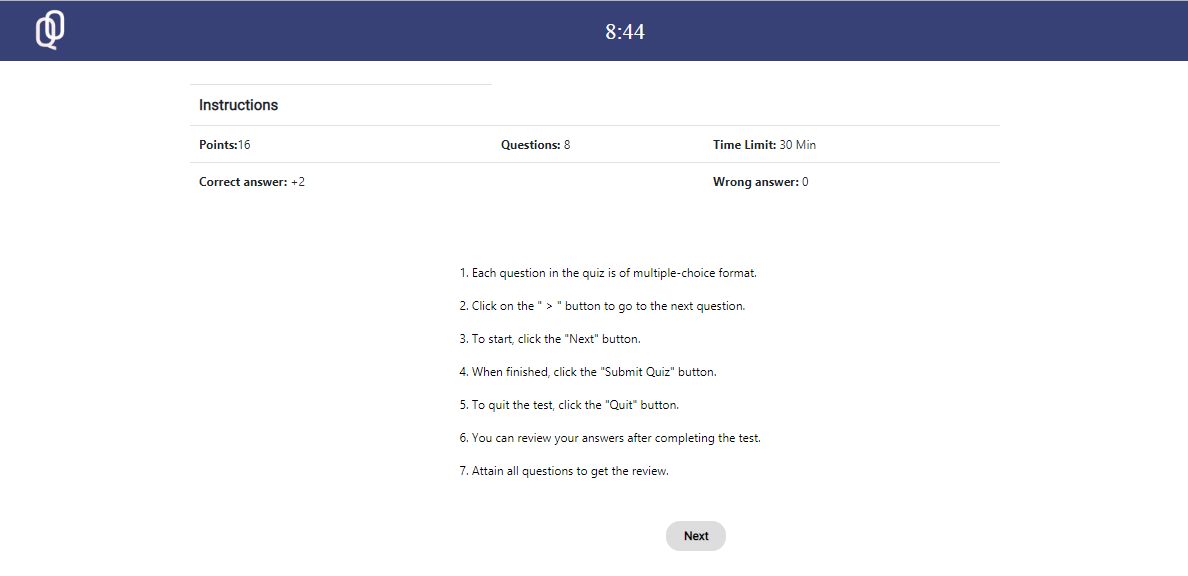 8:44
Instructions
Points:16 Questions: 8 Time Limit: 30 Min
Correct answer: +2 Wrong answer: 0
1. Each question in the quiz is of multiple-choice format.
2. Click on the " > " button to go to the next question.
3. To start, click the "Next" button.
4. When finished, click the "Submit Quiz" button.
5. To quit the test, click the "Quit" button.
6. You can review your answers after completing the test.
7. Attain all questions to get the review.
Next